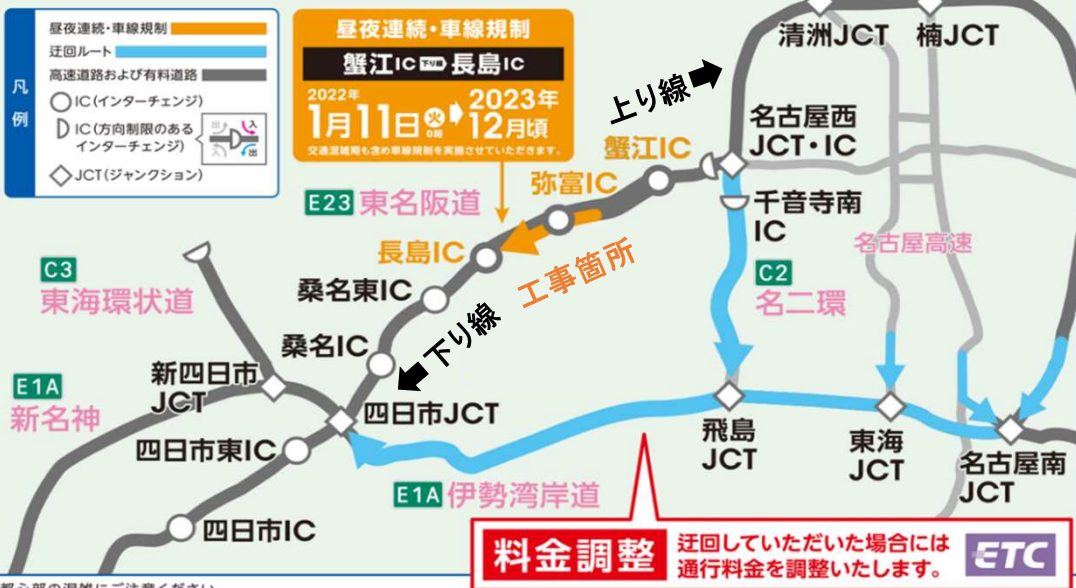 凡例
昼夜連続・車線規制
迂回ルート
高速道路および有料道路
IC(インターチェンジ)
IC(方向制限のある
インターチェンジ)
出 入
入 出
JCT(ジャンクション)
昼夜連続・車線規制
蟹江IC 下り線 長島IC
2022年
1月11日 火 0時
2023年
12月頃
交通混雑期も含め車線規制を実施させていただきます。
上り線
清洲JCT
楠JCT
名古屋西
JCT・IC
蟹江IC
弥富IC
E23 東名阪道
千音寺南
IC
名古屋高速
長島IC
工事箇所
C2
名二環
C3
東海環状道
桑名東IC
下り線
桑名IC
新四日市
JCT
E1A
新名神
四日市JCT
四日市東IC
飛島
JCT
東海
JCT
名古屋南
JCT
E1A 伊勢湾岸道
四日市IC
料金調整
迂回していただいた場合には
通行料金を調整いたします。
ETC